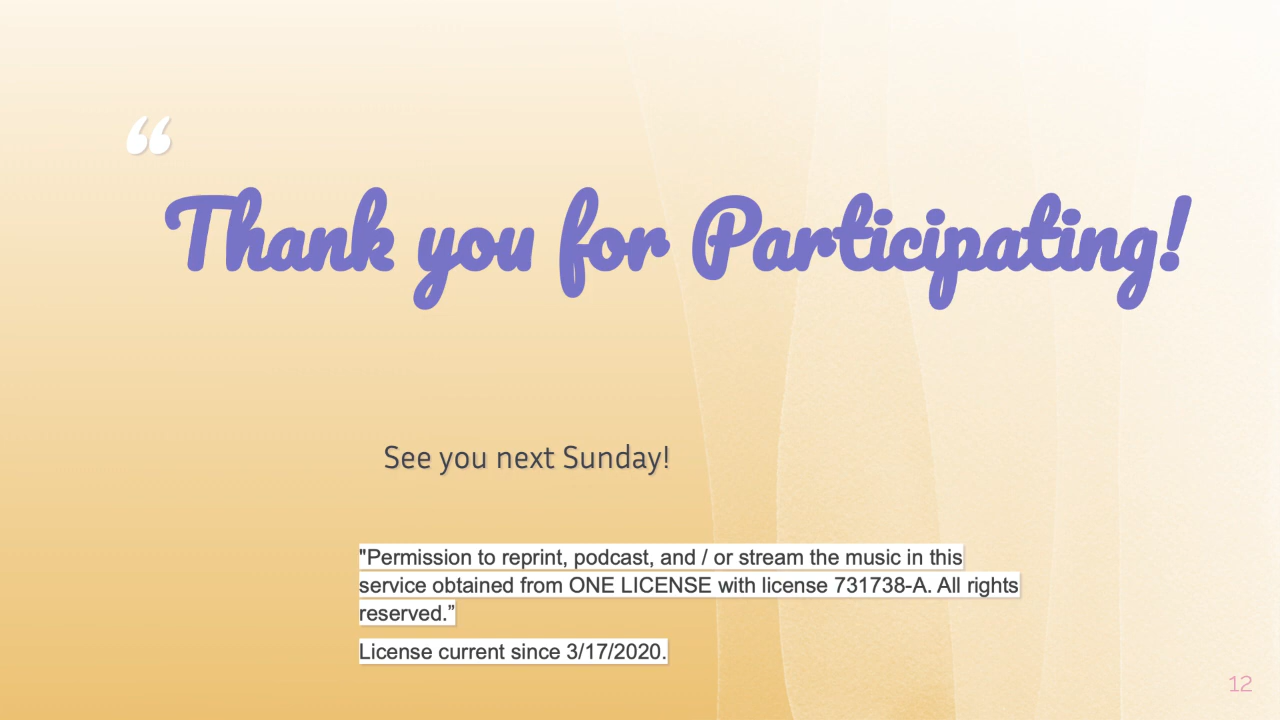 “
Thank you for Participating!
See you next Sunday!
"Permission to reprint, podcast, and / or stream the music in this
service obtained from ONE LICENSE with license 731738-A. All rights
reserved.”
License current since 3/17/2020.
12